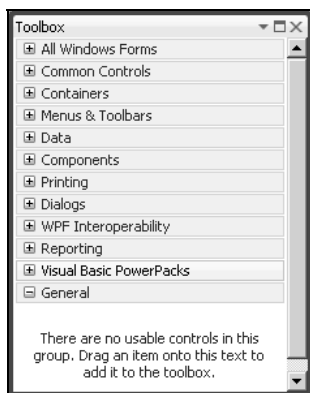 Toolbox
All Windows Forms
Common Controls
Containers
Menus & Toolbars
Data
Components
Printing
Dialogs
WPF Interoperability
Reporting
Visual Basic PowerPacks
General
There are no usable controls in this
group. Drag an item onto this text to
add it to the toolbox.